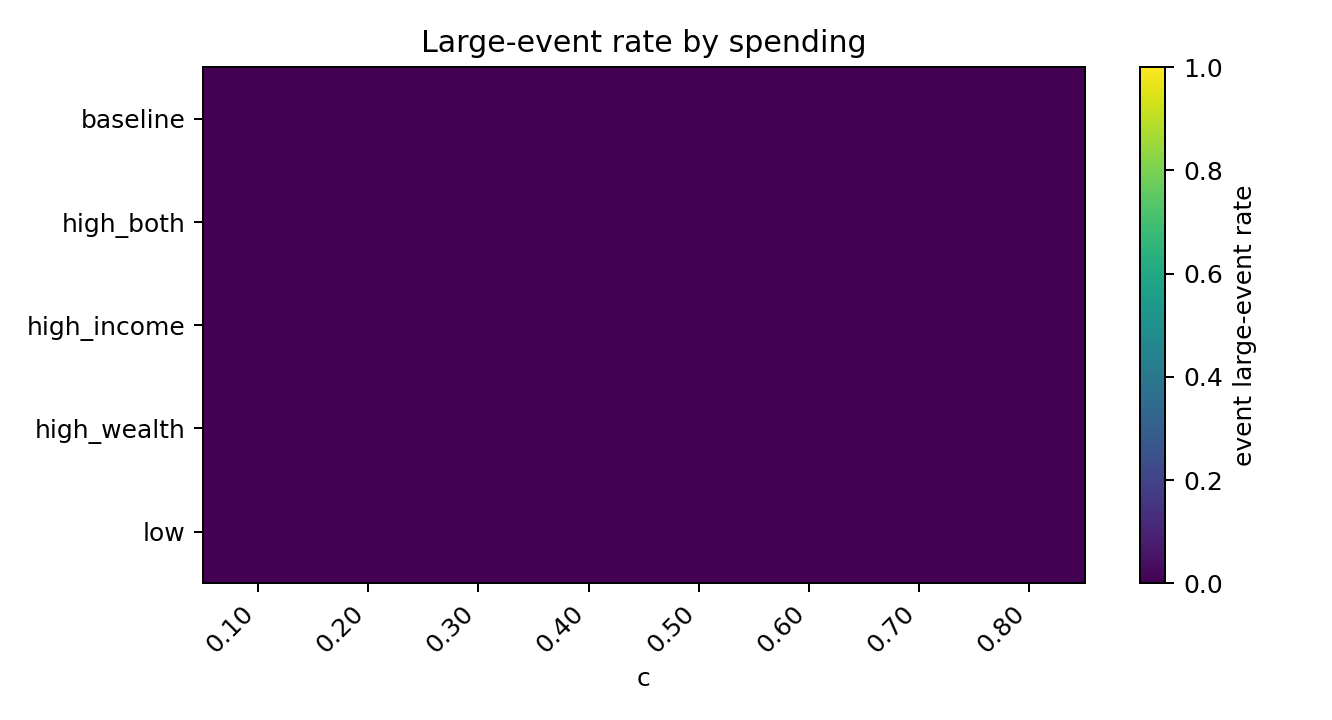 Large-event rate by spending
baseline
high_both
high_income
high_wealth
low
0.10 0.20 0.30 0.40 0.50 0.60 0.70 0.80
c
1.0
0.8
0.6
0.4
0.2
0.0
event large-event rate